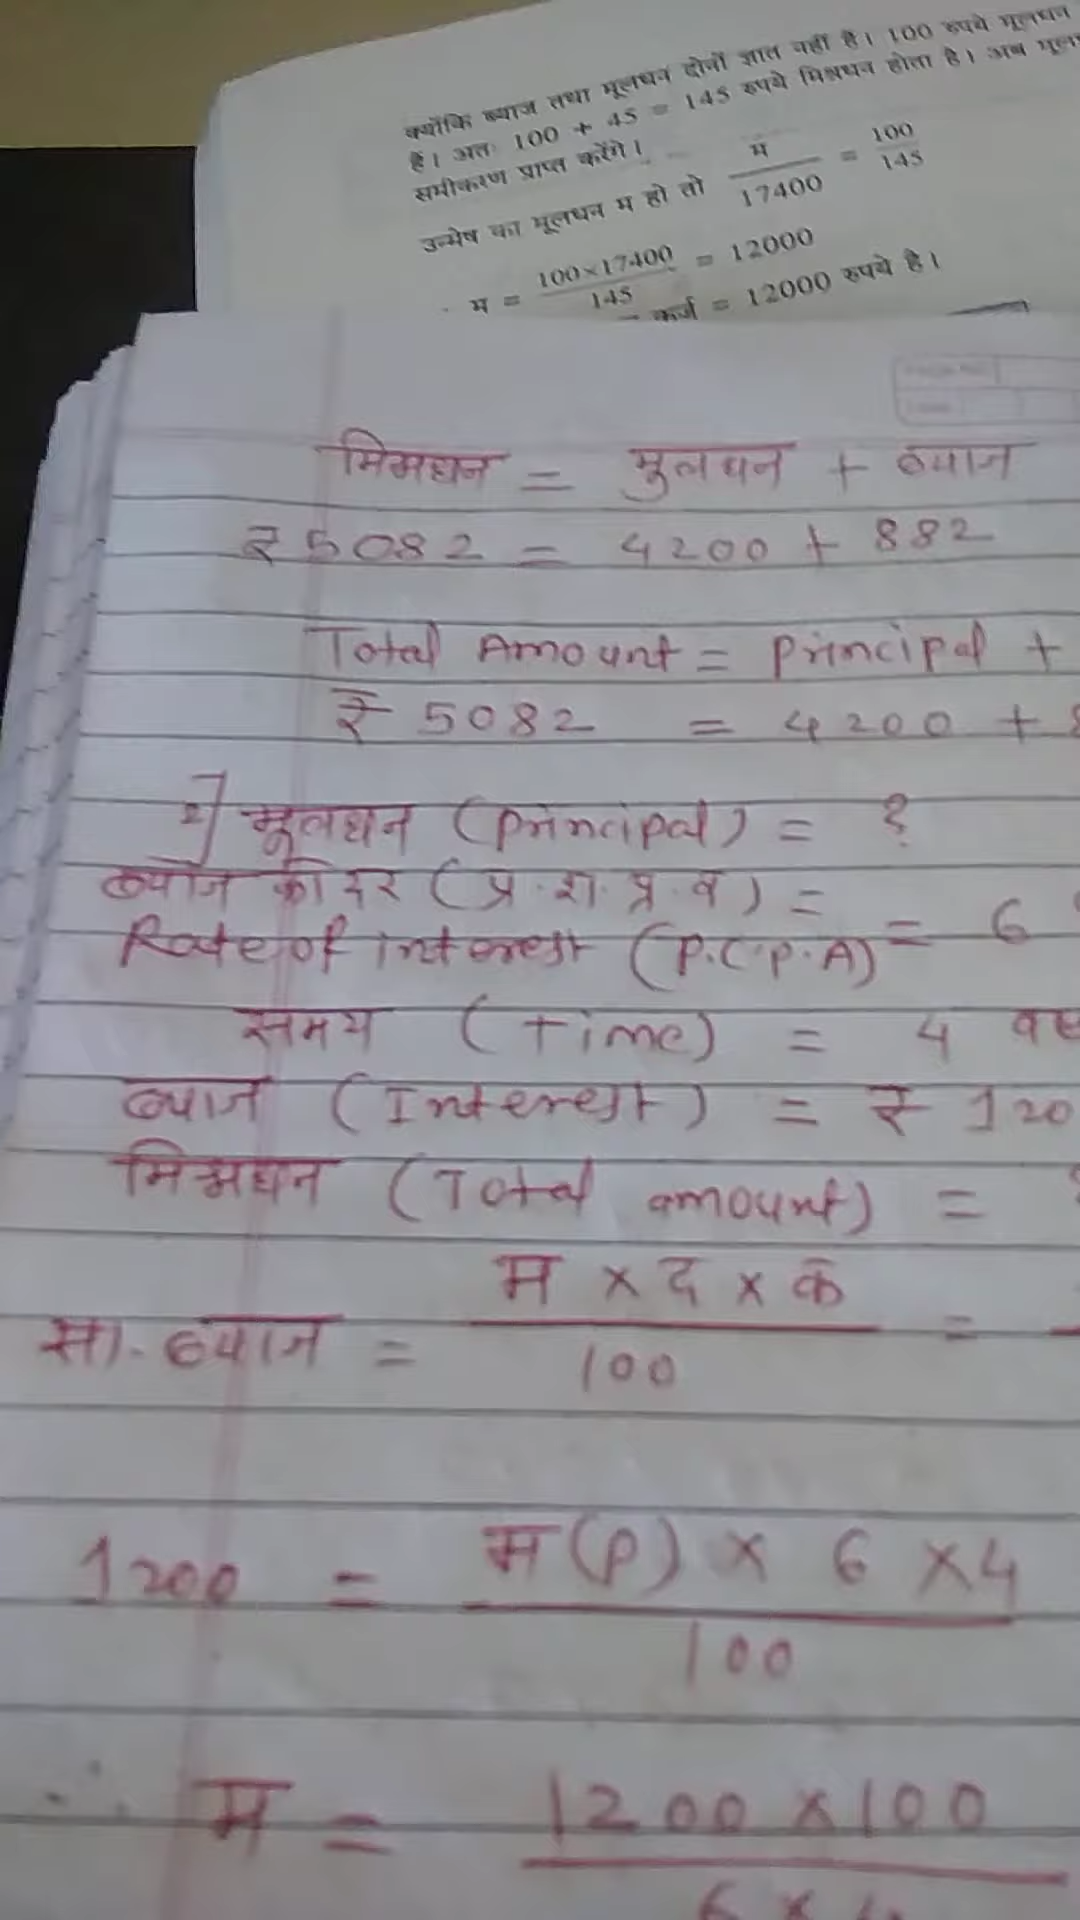 क्योंकि ब्याज तथा मूलधन दोनों ज्ञात नहीं है। 100 रुपये मूलधन
है। अतः 100 + 45 = 145 रुपये मिश्रधन होता है। अब
समीकरण प्राप्त करेंगे।
उन्मेष का मूलधन म हो तो म/17400 = 100/145
म = 100×17400/145 = 12000
कर्ज = 12000 रुपये है।
मिश्रधन = मुलधन + ब्याज
₹ 5082 = 4200 + 882
Total Amount = Principal +
₹ 5082 = 4200 +
2] मूलधन (Principal) = ?
ब्याज की दर (प्र.श.प्र.व) =
Rate of interest (P.C.P.A) = 6
समय (Time) = 4
ब्याज (Interest) = ₹ 120
मिश्रधन (Total amount) =
सा. ब्याज = म × द × क / 100 =
1200 = म(P) × 6 × 4 / 100
∴ म = 1200 × 100 / 6 × 4